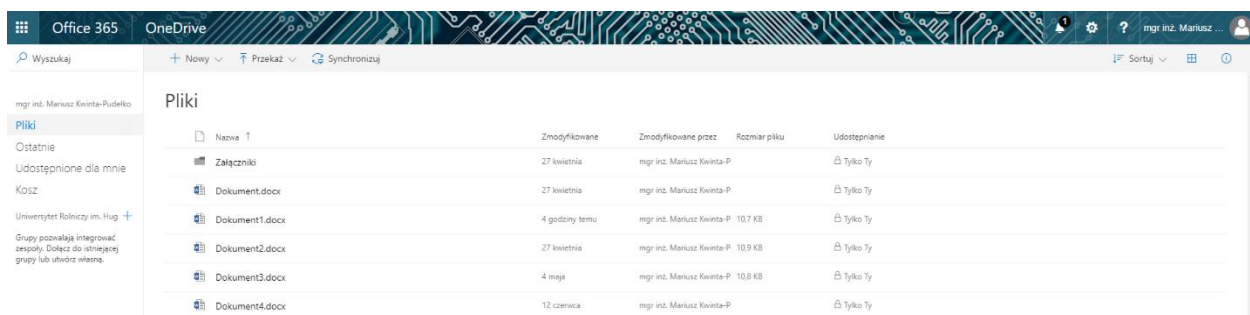 Office 365 OneDrive 1 ? mgr inż. Mariusz ...
Wyszukaj + Nowy Przekaż Synchronizuj Sortuj
mgr inż. Mariusz Kwinta-Pudełko
Pliki
Ostatnie
Udostępnione dla mnie
Kosz
Uniwersytet Rolniczy im. Hug +
Grupy pozwalają integrować
zespoły. Dołącz do istniejącej
grupy lub utwórz własną.
Pliki
Nazwa ↑ Zmodyfikowane Zmodyfikowane przez Rozmiar pliku Udostępnianie
Załączniki 27 kwietnia mgr inż. Mariusz Kwinta-P Tylko Ty
Dokument.docx 27 kwietnia mgr inż. Mariusz Kwinta-P Tylko Ty
Dokument1.docx 4 godziny temu mgr inż. Mariusz Kwinta-P 10,7 KB Tylko Ty
Dokument2.docx 27 kwietnia mgr inż. Mariusz Kwinta-P 10,9 KB Tylko Ty
Dokument3.docx 4 maja mgr inż. Mariusz Kwinta-P 10,8 KB Tylko Ty
Dokument4.docx 12 czerwca mgr inż. Mariusz Kwinta-P Tylko Ty